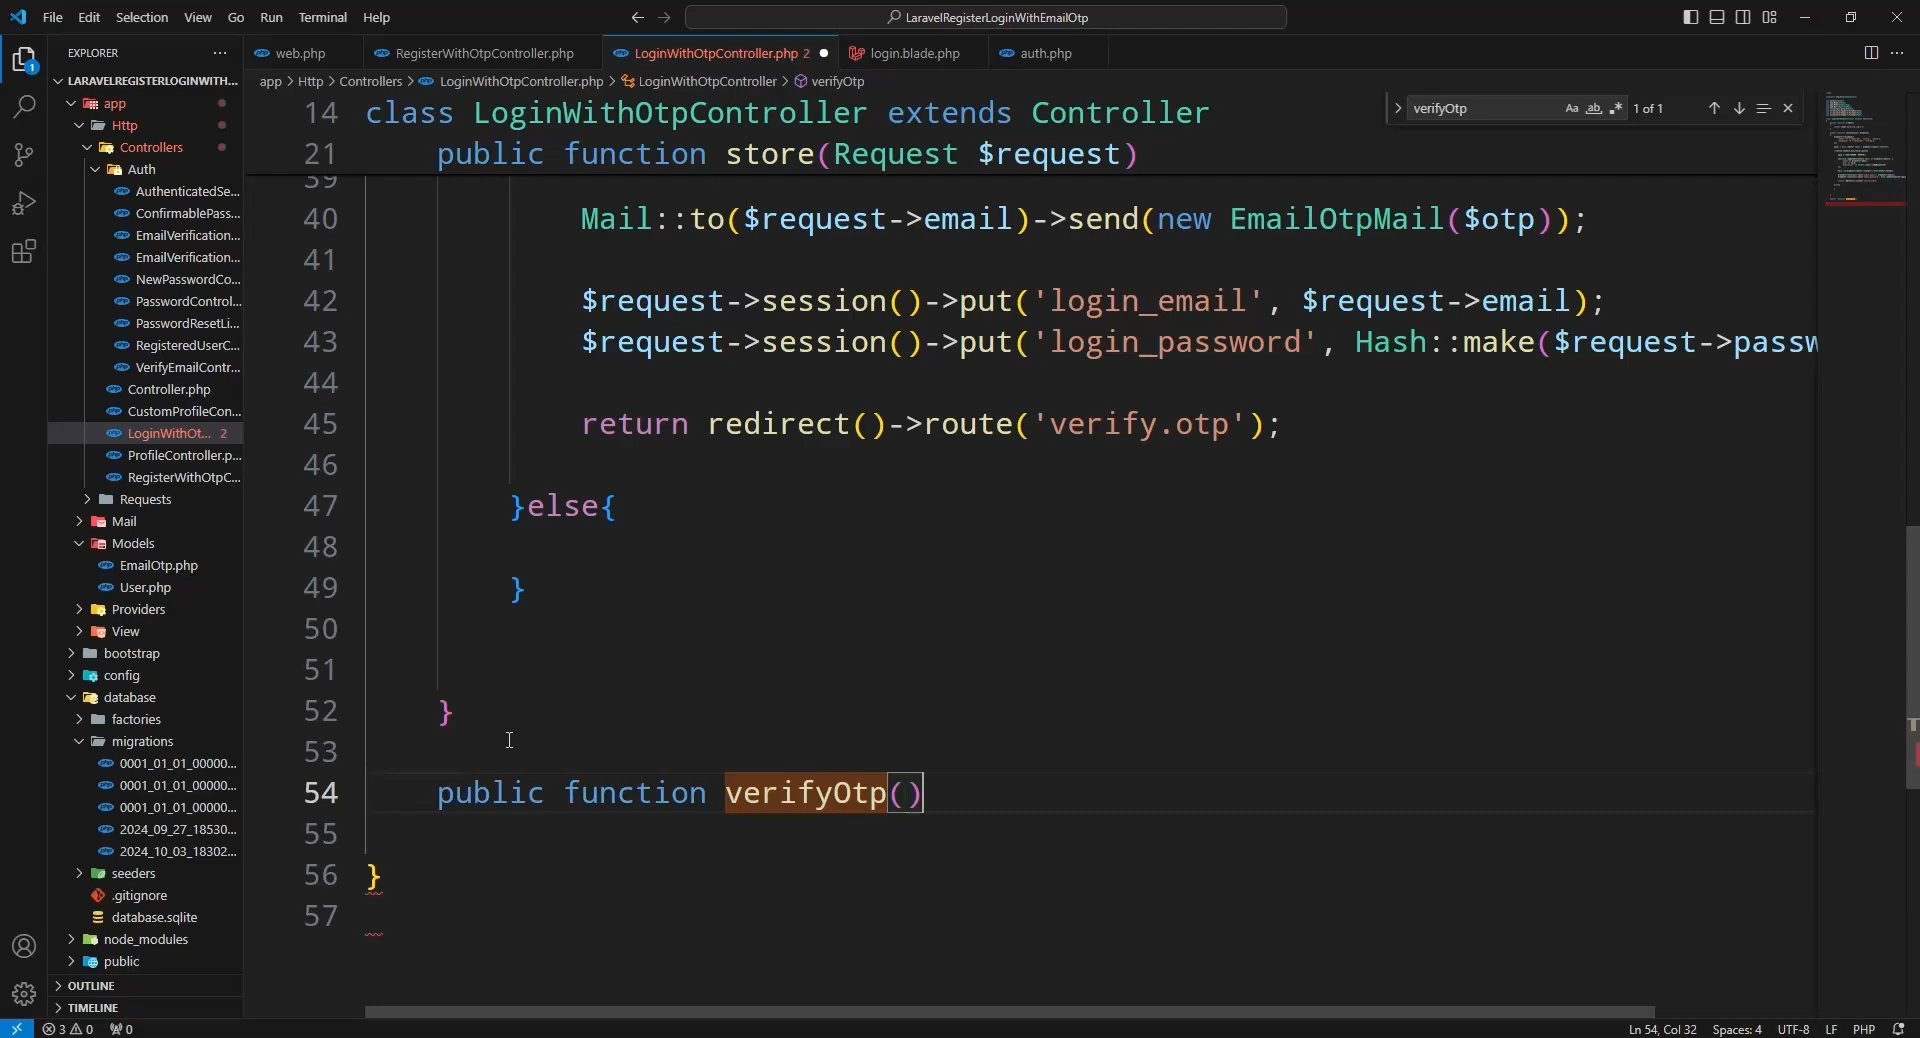 File Edit Selection View Go Run Terminal Help
LaravelRegisterLoginWithEmailOtp
EXPLORER
web.php
RegisterWithOtpController.php
LoginWithOtpController.php 2
login.blade.php
auth.php
LARAVELREGISTERLOGINWITH...
app
Http
Controllers
Auth
AuthenticatedSe...
ConfirmablePass...
EmailVerification...
EmailVerification...
NewPasswordCo...
PasswordControl...
PasswordResetLi...
RegisteredUserC...
VerifyEmailContr...
Controller.php
CustomProfileCon...
LoginWithOt... 2
ProfileController.p...
RegisterWithOtpC...
Requests
Mail
Models
EmailOtp.php
User.php
Providers
View
bootstrap
config
database
factories
migrations
0001_01_01_00000...
0001_01_01_00000...
0001_01_01_00000...
2024_09_27_18530...
2024_10_03_18302...
seeders
.gitignore
database.sqlite
node_modules
public
OUTLINE
TIMELINE
app > Http > Controllers > LoginWithOtpController.php > LoginWithOtpController > verifyOtp
verifyOtp Aa ab .* 1 of 1
14 class LoginWithOtpController extends Controller
21 public function store(Request $request)
39
40 Mail::to($request->email)->send(new EmailOtpMail($otp));
41
42 $request->session()->put('login_email', $request->email);
43 $request->session()->put('login_password', Hash::make($request->passw
44
45 return redirect()->route('verify.otp');
46
47 }else{
48
49 }
50
51
52 }
53
54 public function verifyOtp()
55
56 }
57
1
3 0 0
Ln 54, Col 32 Spaces: 4 UTF-8 LF PHP